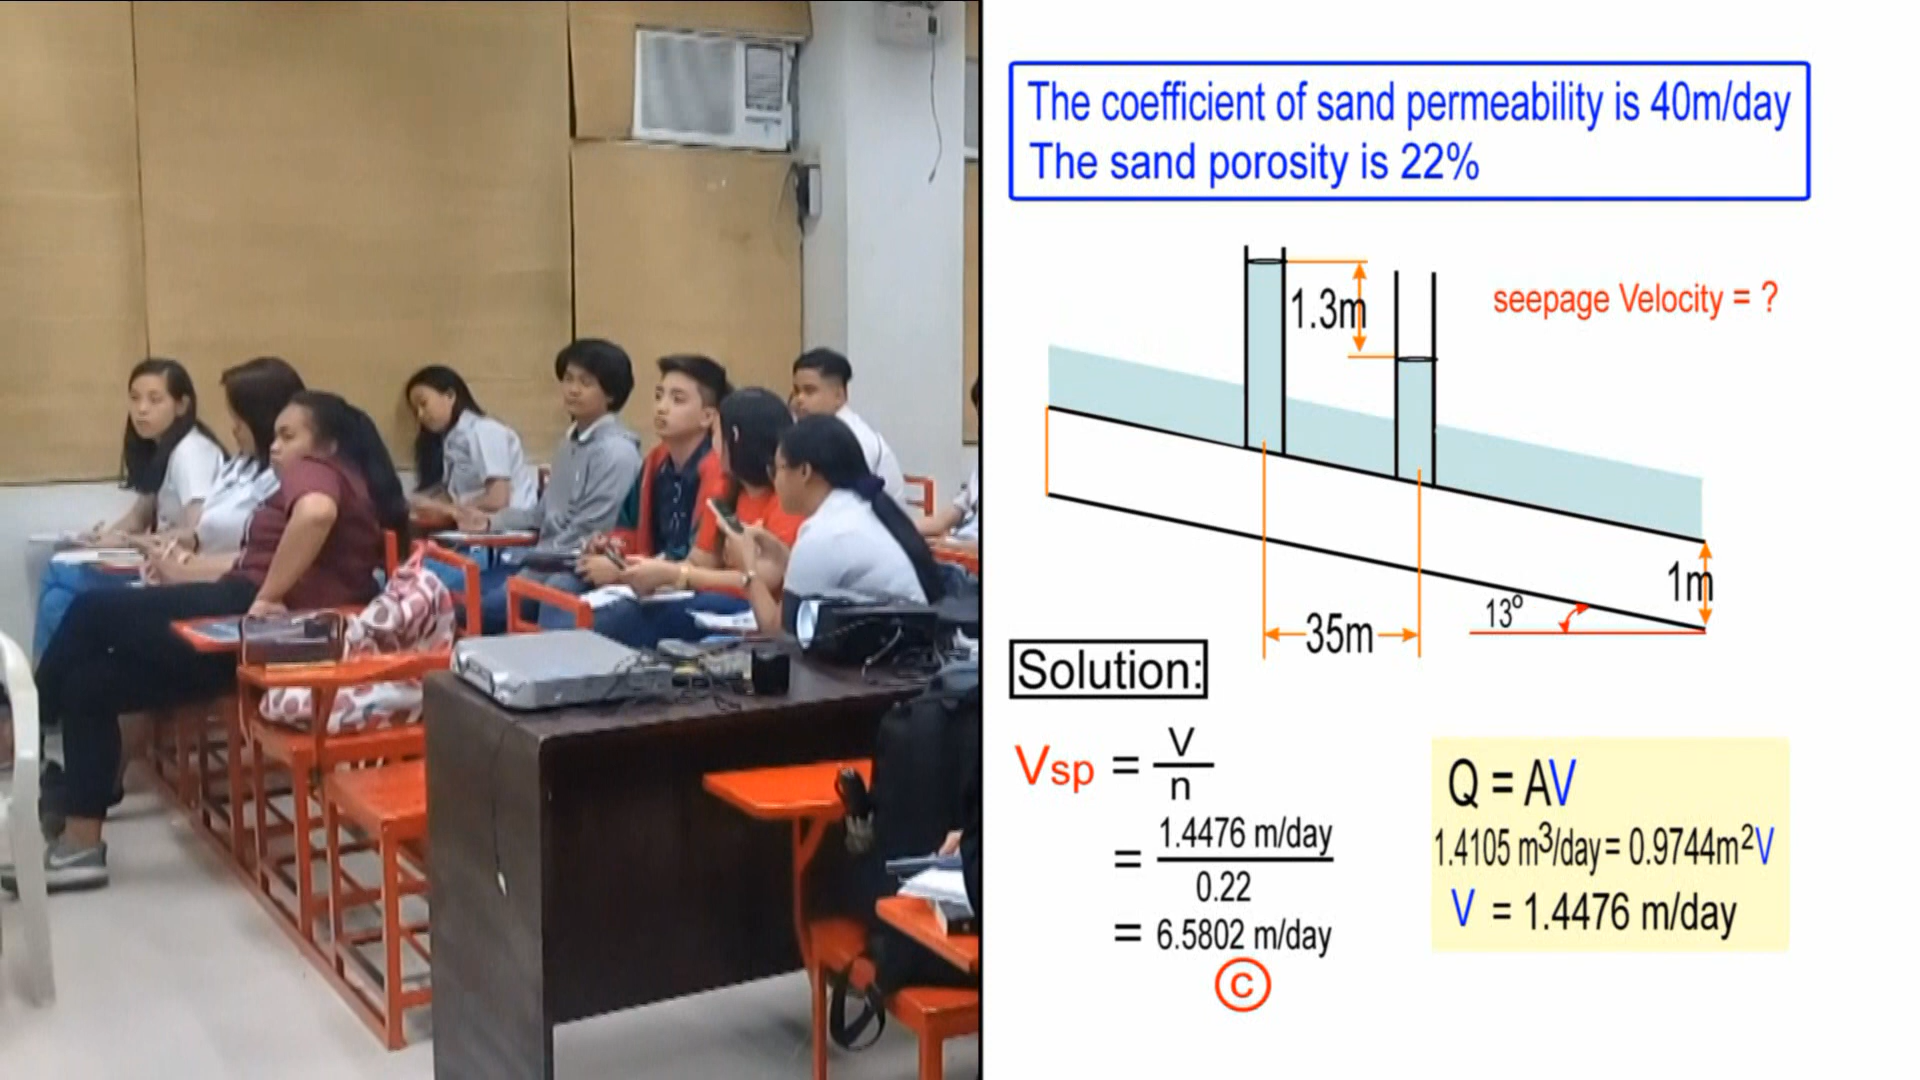 The coefficient of sand permeability is 40m/day
The sand porosity is 22%
1.3m
seepage Velocity = ?
1m
13°
35m
Solution:
Vsp = V/n
= 1.4476 m/day / 0.22
= 6.5802 m/day
C
Q = AV
1.4105 m³/day = 0.9744m²V
V = 1.4476 m/day